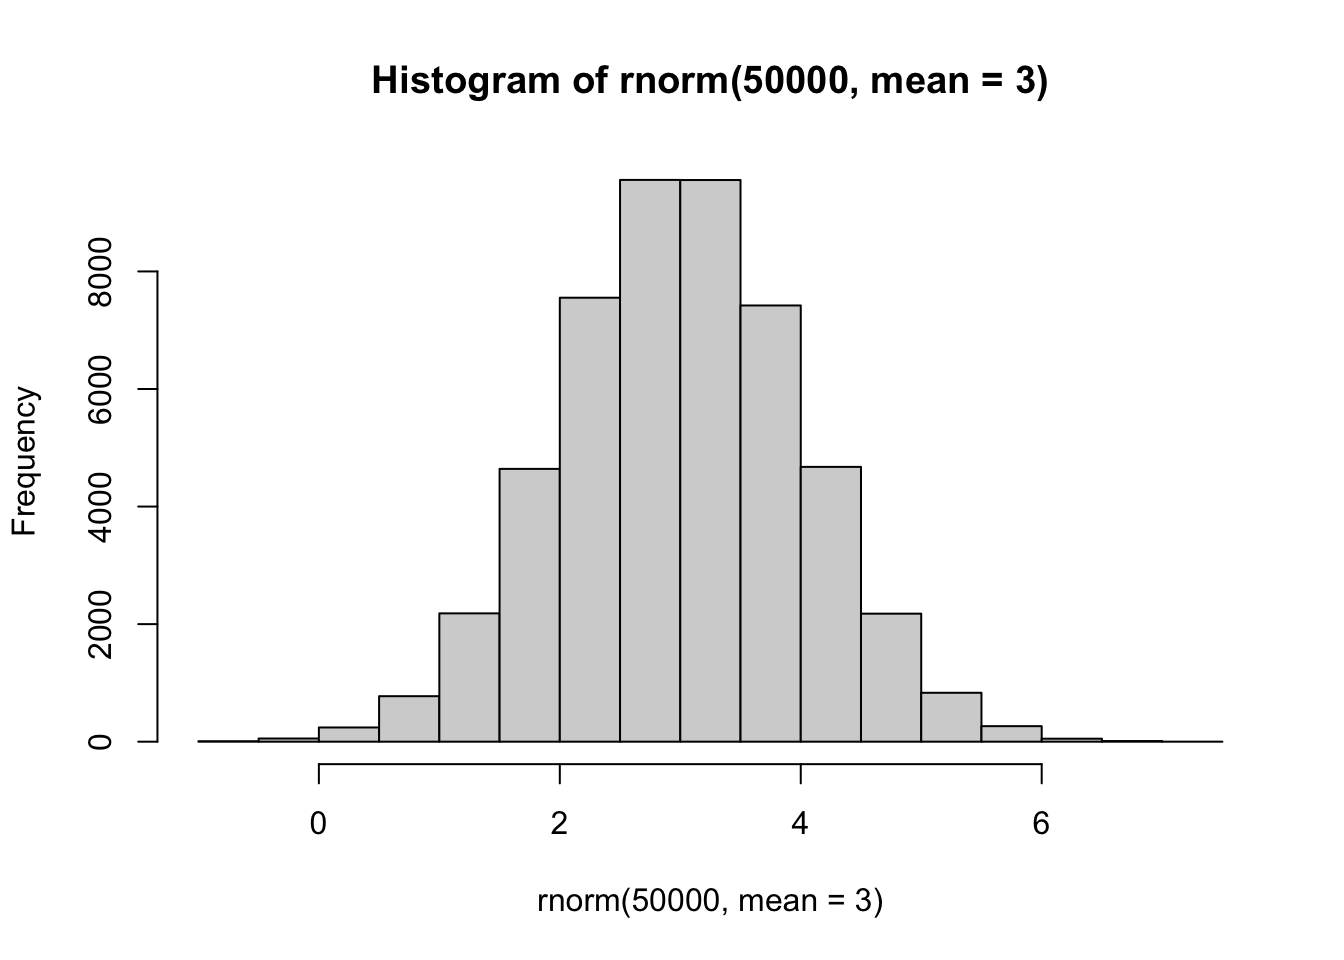 Histogram of rnorm(50000, mean = 3)
Frequency
8000
6000
4000
2000
0
0 2 4 6
rnorm(50000, mean = 3)